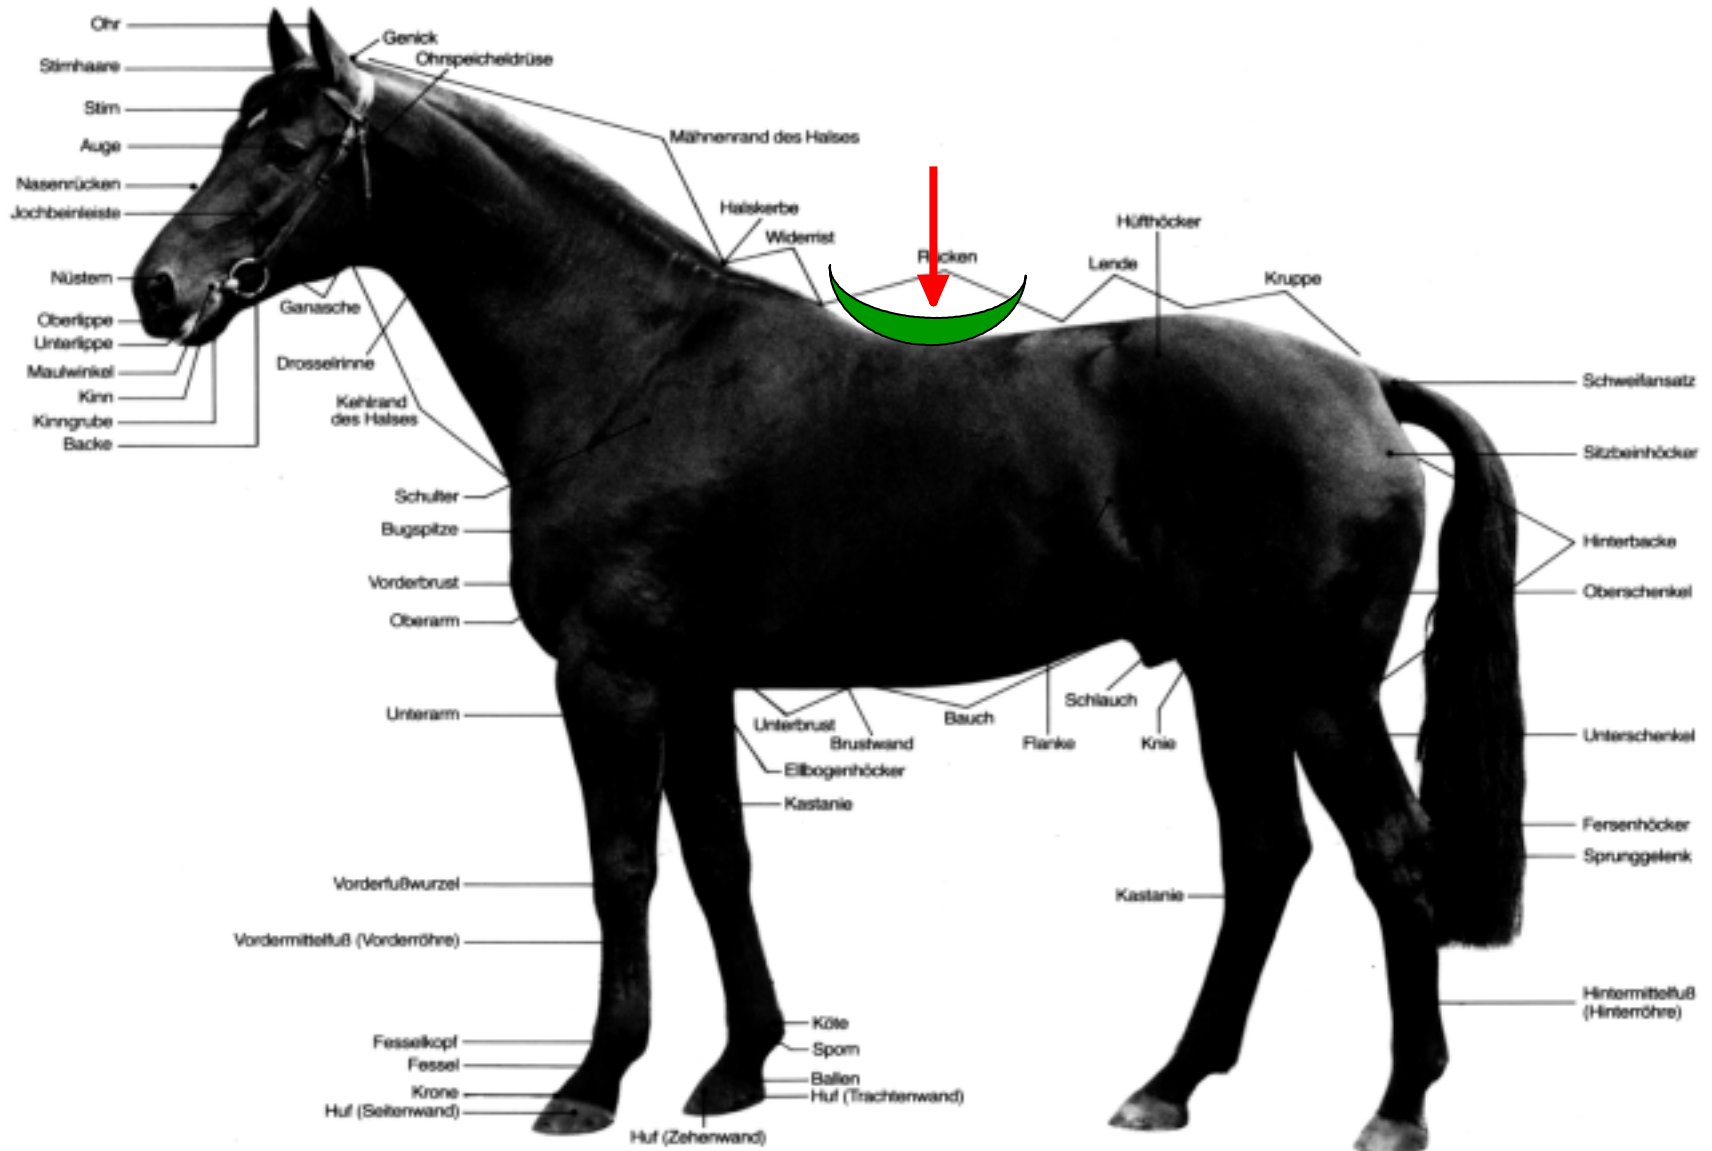 Ohr
Genick
Ohrspeicheldrüse
Stirnhaare
Stirn
Mähnenrand des Halses
Auge
Nasenrücken
Jochbeinleiste
Halskerbe
Widerrist
Rücken
Hüfthöcker
Lende
Kruppe
Nüstern
Ganasche
Oberlippe
Unterlippe
Drosselrinne
Maulwinkel
Kinn
Kinngrube
Backe
Kehlrand
des Halses
Schweifansatz
Sitzbeinhöcker
Schulter
Bugspitze
Hinterbacke
Vorderbrust
Oberschenkel
Oberarm
Unterarm
Unterbrust
Brustwand
Bauch
Schlauch
Flanke
Knie
Unterschenkel
Ellbogenhöcker
Kastanie
Fersenhöcker
Sprunggelenk
Vorderfußwurzel
Kastanie
Vordermittelfuß (Vorderröhre)
Hintermittelfuß
(Hinterröhre)
Köte
Fesselkopf
Sporn
Fessel
Ballen
Krone
Huf (Trachtenwand)
Huf (Seitenwand)
Huf (Zehenwand)